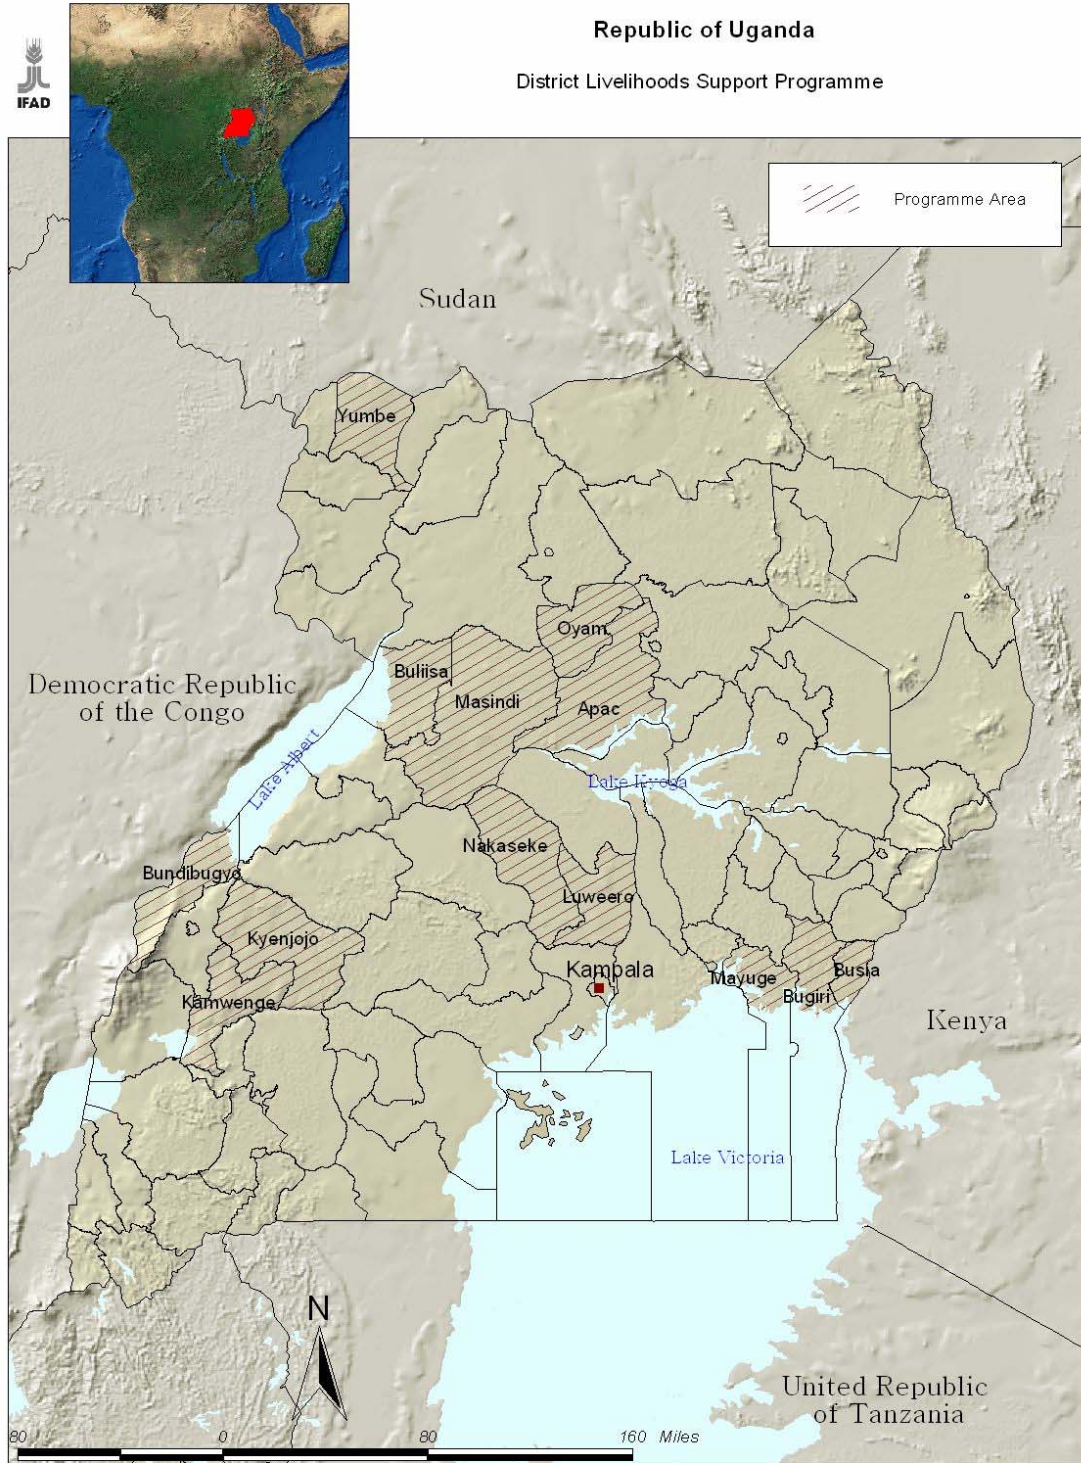 Republic of Uganda
District Livelihoods Support Programme
IFAD
Programme Area
Sudan
Yumbe
Oyam
Buliisa
Masindi
Apac
Democratic Republic
of the Congo
Lake Albert
Lake Kyoga
Nakaseke
Bundibugyo
Luweero
Kyenjojo
Kampala
Mayuge
Busia
Bugiri
Kamwenge
Kenya
Lake Victoria
N
United Republic
of Tanzania
80 0 80 160 Miles